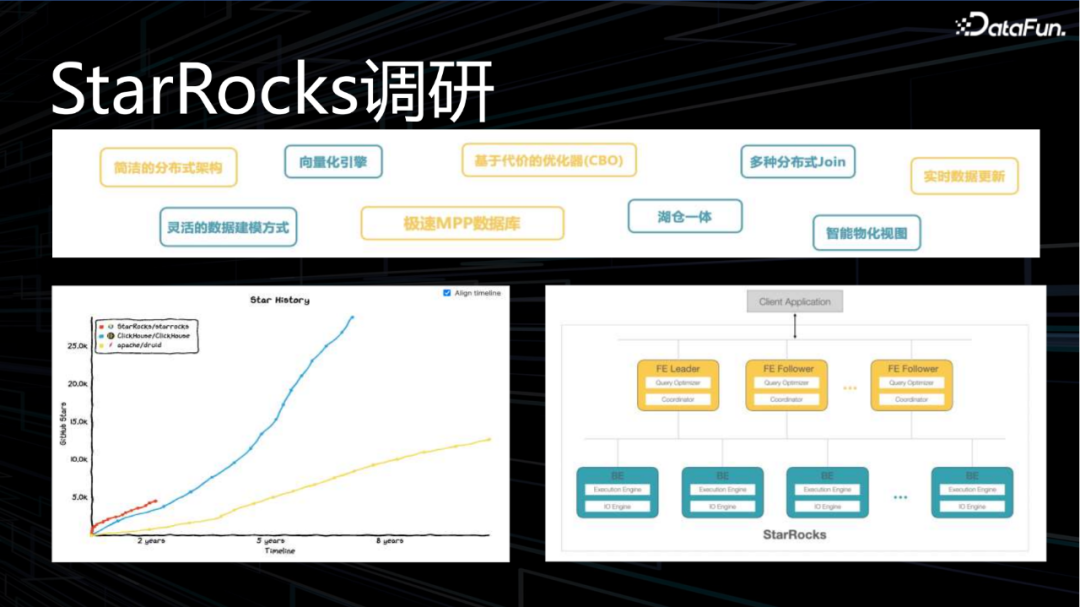 DataFun.
StarRocks调研
简洁的分布式架构
向量化引擎
基于代价的优化器(CBO)
多种分布式Join
实时数据更新
灵活的数据建模方式
极速MPP数据库
湖仓一体
智能物化视图
Star History
Align timeline
StarRocks/starrocks
ClickHouse/ClickHouse
apache/druid
25.0k
20.0k
15.0k
10.0k
5.0k
GitHub Stars
2 years
5 years
8 years
Timeline
Client Application
FE Leader
Query Optimizer
Coordinator
FE Follower
Query Optimizer
Coordinator
...
FE Follower
Query Optimizer
Coordinator
BE
Execution Engine
IO Engine
BE
Execution Engine
IO Engine
BE
Execution Engine
IO Engine
...
BE
Execution Engine
IO Engine
StarRocks